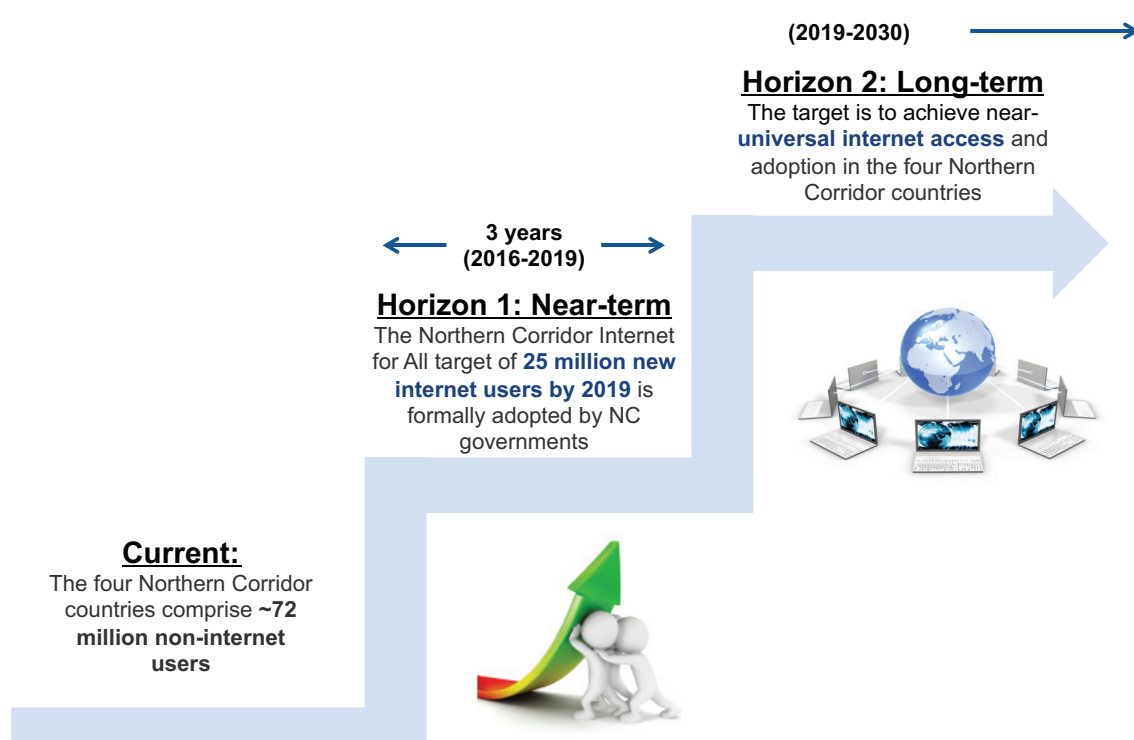 (2019-2030)
Horizon 2: Long-term
The target is to achieve near-
universal internet access and
adoption in the four Northern
Corridor countries
3 years
(2016-2019)
Horizon 1: Near-term
The Northern Corridor Internet
for All target of 25 million new
internet users by 2019 is
formally adopted by NC
governments
Current:
The four Northern Corridor
countries comprise ~72
million non-internet
users